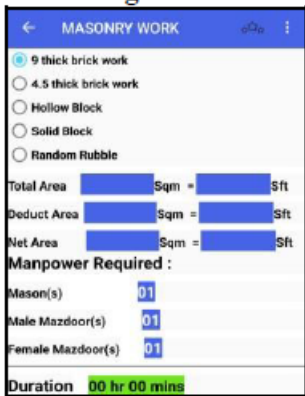 MASONRY WORK
9 thick brick work
4.5 thick brick work
Hollow Block
Solid Block
Random Rubble
Total Area Sqm = Sft
Deduct Area Sqm = Sft
Net Area Sqm = Sft
Manpower Required :
Mason(s) 01
Male Mazdoor(s) 01
Female Mazdoor(s) 01
Duration 00 hr 00 mins